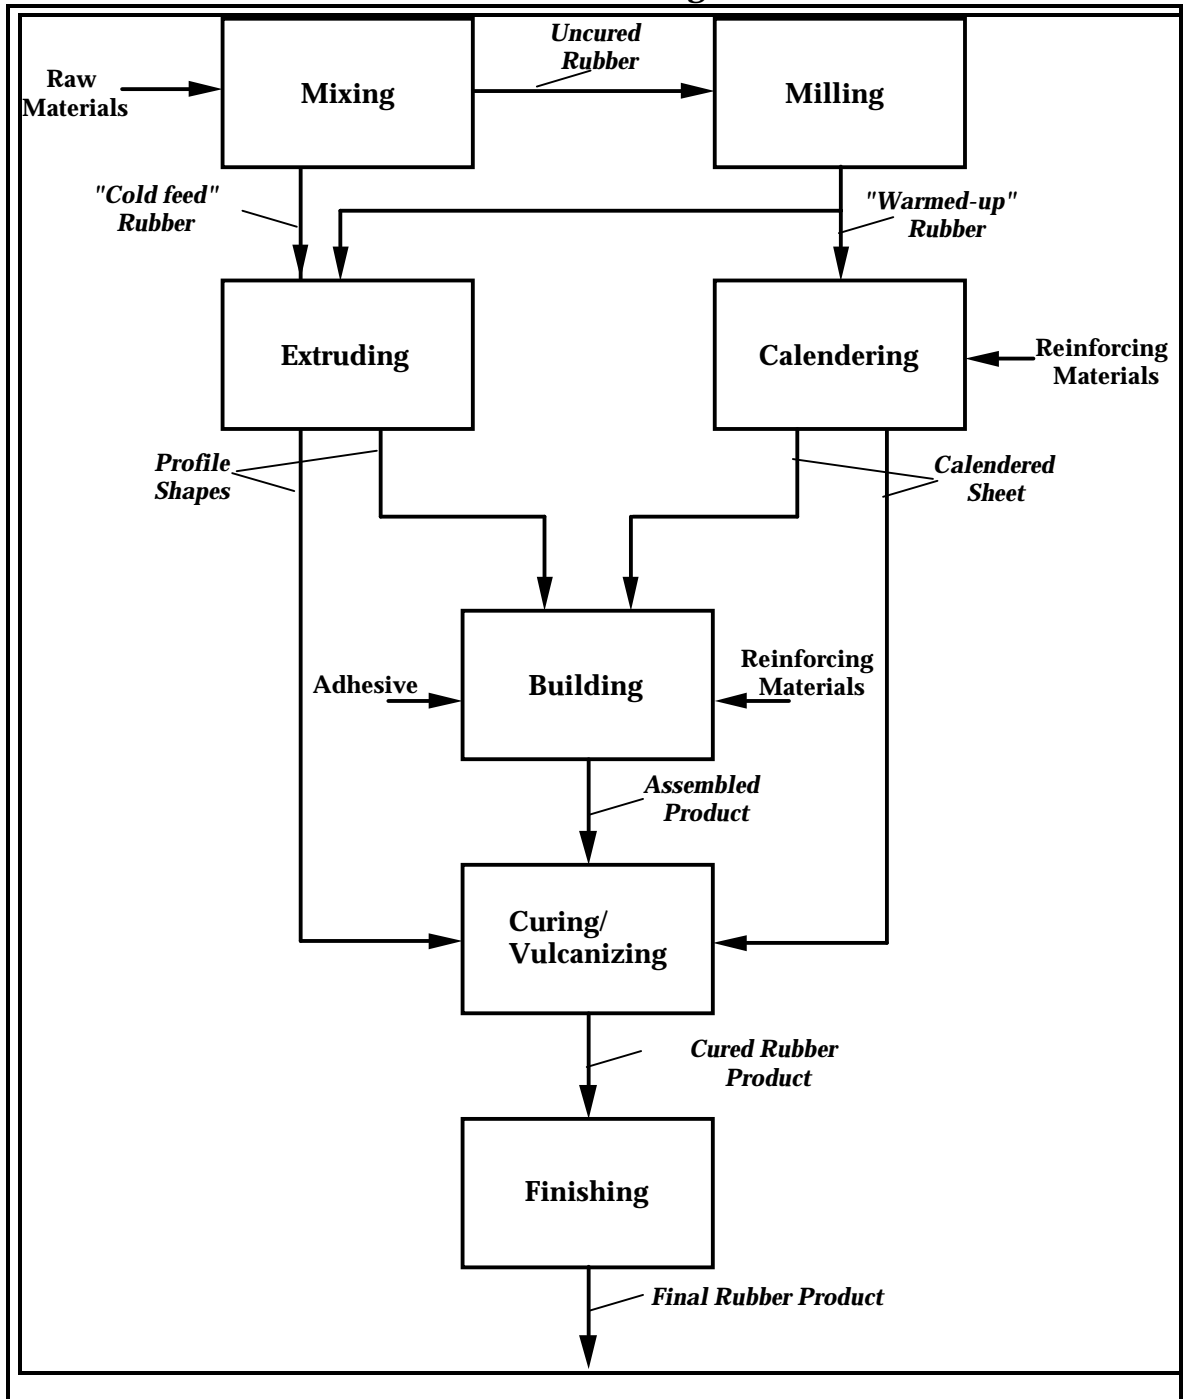 Uncured
Rubber
Raw
Materials
Mixing
Milling
"Cold feed"
Rubber
"Warmed-up"
Rubber
Extruding
Calendering
Reinforcing
Materials
Profile
Shapes
Calendered
Sheet
Adhesive
Building
Reinforcing
Materials
Assembled
Product
Curing/
Vulcanizing
Cured Rubber
Product
Finishing
Final Rubber Product